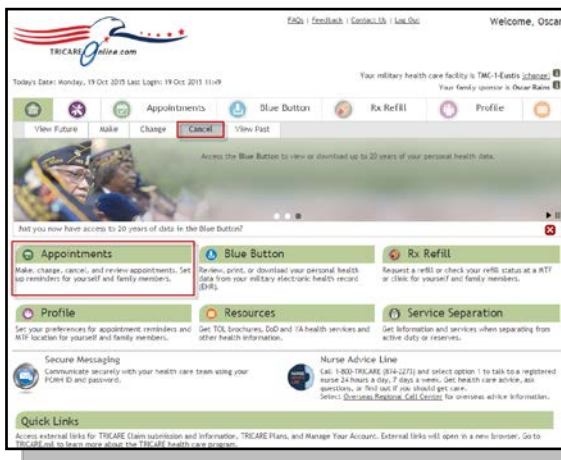 FAQs | Feedback | Contact Us | Log Out
Welcome, Oscar
TRICARE Online.com
Today's Date: Monday, 19 Oct 2015 Last Login: 19 Oct 2015 11:49
Your military health care facility is TMC-1-Eustis [change]
Your family sponsor is Oscar Rains
Appointments
Blue Button
Rx Refill
Profile
View Future
Make
Change
Cancel
View Past
Access the Blue Button to view or download up to 20 years of your personal health data.
that you now have access to 20 years of data in the Blue Button?
Appointments
Make, change, cancel, and review appointments. Set
up reminders for yourself and family members.
Blue Button
Review, print, or download your personal health
data from your military electronic health record
(EHR).
Rx Refill
Request a refill or check your refill status at a MTF
or clinic for yourself and family members.
Profile
Set your preferences for appointment reminders and
MTF location for yourself and family members.
Resources
Get TOL brochures, DoD and VA health services and
other health information.
Service Separation
Get information and services when separating from
active duty or reserves.
Secure Messaging
Communicate securely with your health care team using your
PCMH ID and password.
Nurse Advice Line
Call 1-800-TRICARE (874-2273) and select option 1 to talk to a registered
nurse 24 hours a day, 7 days a week. Get health care advice, ask
questions, or find out if you should get care.
Select Overseas Regional Call Center for overseas advice information.
Quick Links
Access external links for TRICARE Claim submission and information, TRICARE Plans, and Manage Your Account. External links will open in a new browser. Go to
TRICARE.mil to learn more about the TRICARE health care program.